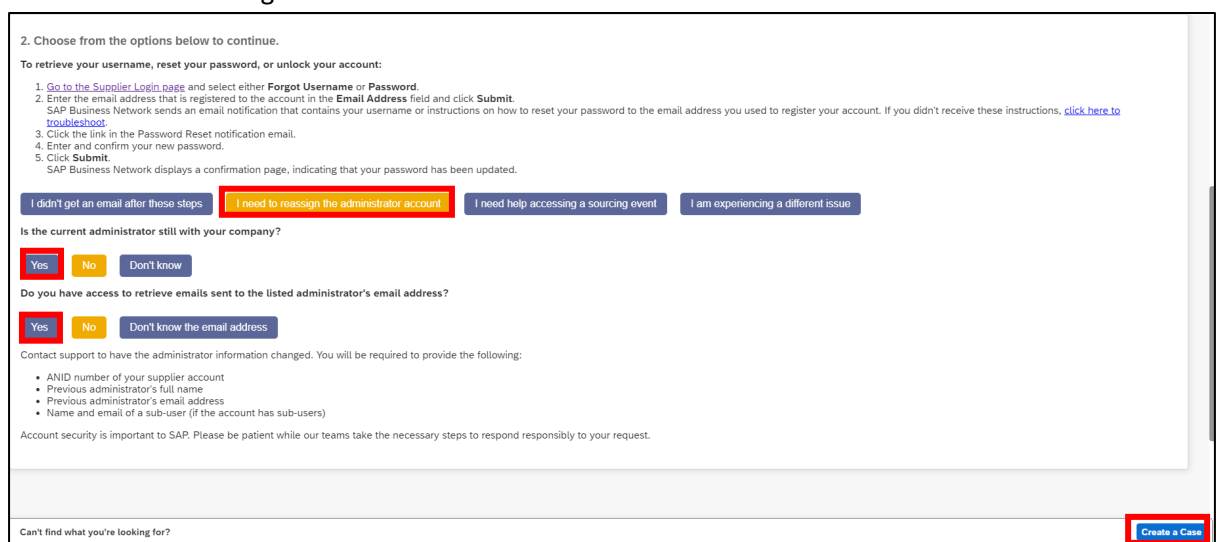 2. Choose from the options below to continue.
To retrieve your username, reset your password, or unlock your account:
1. Go to the Supplier Login page and select either Forgot Username or Password.
2. Enter the email address that is registered to the account in the Email Address field and click Submit.
SAP Business Network sends an email notification that contains your username or instructions on how to reset your password to the email address you used to register your account. If you didn't receive these instructions, click here to
troubleshoot.
3. Click the link in the Password Reset notification email.
4. Enter and confirm your new password.
5. Click Submit.
SAP Business Network displays a confirmation page, indicating that your password has been updated.
I didn't get an email after these steps I need to reassign the administrator account I need help accessing a sourcing event I am experiencing a different issue
Is the current administrator still with your company?
Yes No Don't know
Do you have access to retrieve emails sent to the listed administrator's email address?
Yes No Don't know the email address
Contact support to have the administrator information changed. You will be required to provide the following:
• ANID number of your supplier account
• Previous administrator's full name
• Previous administrator's email address
• Name and email of a sub-user (if the account has sub-users)
Account security is important to SAP. Please be patient while our teams take the necessary steps to respond responsibly to your request.
Can't find what you're looking for? Create a Case